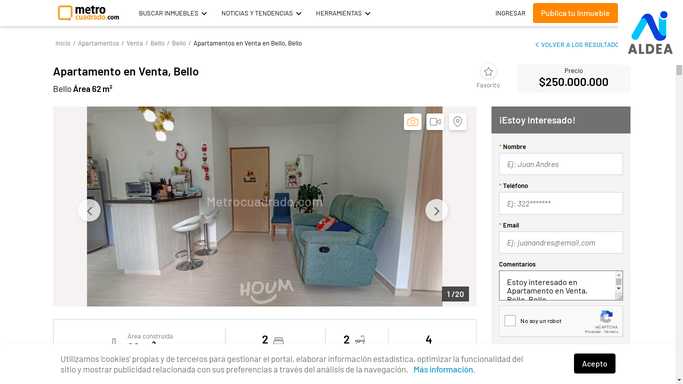 metro
cuadrado.com
BUSCAR INMUEBLES
NOTICIAS Y TENDENCIAS
HERRAMIENTAS
INGRESAR
Publica tu Inmueble
AI
ALDEA
Inicio / Apartamentos / Venta / Bello / Bello / Apartamentos en Venta en Bello, Bello
< VOLVER A LOS RESULTADO
Apartamento en Venta, Bello
Bello Área 62 m²
Favorito
Precio
$250.000.000
Metrocuadrado.com
HOUM
1 / 20
¡Estoy Interesado!
* Nombre
Ej: Juan Andres
* Teléfono
Ej: 322*******
* Email
Ej: juanandres@email.com
Comentarios
Estoy interesado en
Apartamento en Venta,
Bello, Bello
No soy un robot
reCAPTCHA
Privacidad - Términos
Área construida
2
2
4
Utilizamos 'cookies' propias y de terceros para gestionar el portal, elaborar información estadística, optimizar la funcionalidad del
sitio y mostrar publicidad relacionada con sus preferencias a través del análisis de la navegación. Más información.
Acepto